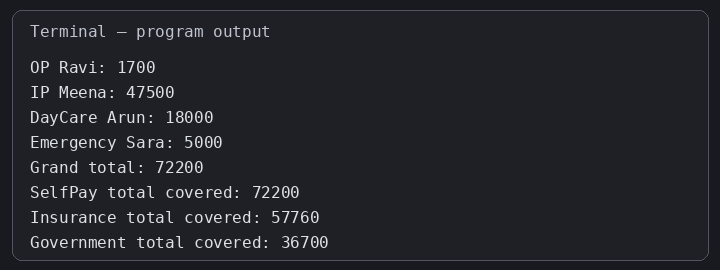 Terminal — program output
OP Ravi: 1700
IP Meena: 47500
DayCare Arun: 18000
Emergency Sara: 5000
Grand total: 72200
SelfPay total covered: 72200
Insurance total covered: 57760
Government total covered: 36700